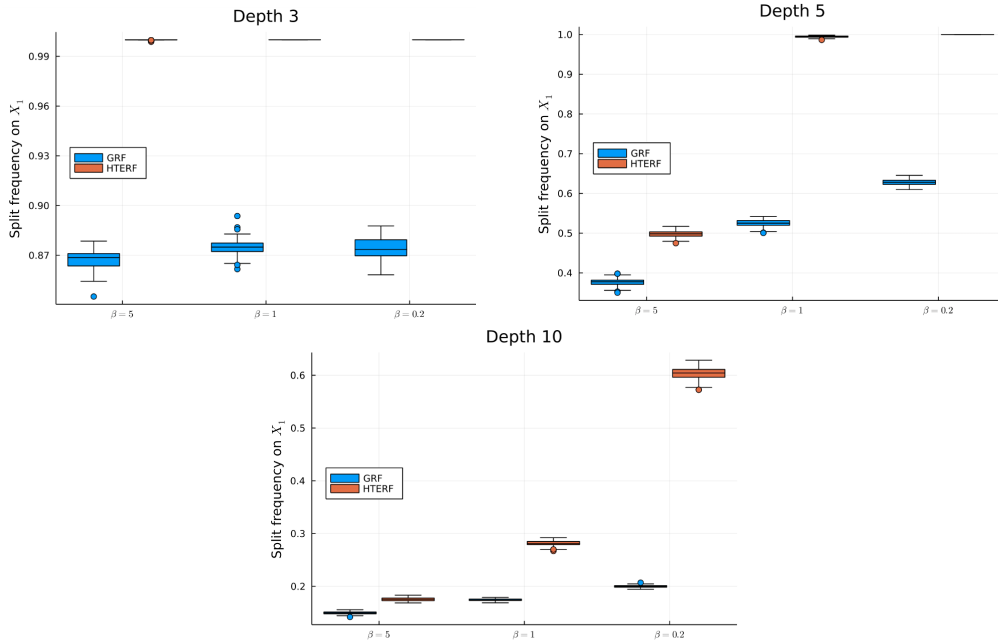 Depth 3
Split frequency on X₁
0.99
0.96
0.93
0.90
0.87
GRF
HTERF
β = 5
β = 1
β = 0.2
Depth 5
Split frequency on X₁
1.0
0.9
0.8
0.7
0.6
0.5
0.4
GRF
HTERF
β = 5
β = 1
β = 0.2
Depth 10
Split frequency on X₁
0.6
0.5
0.4
0.3
0.2
GRF
HTERF
β = 5
β = 1
β = 0.2